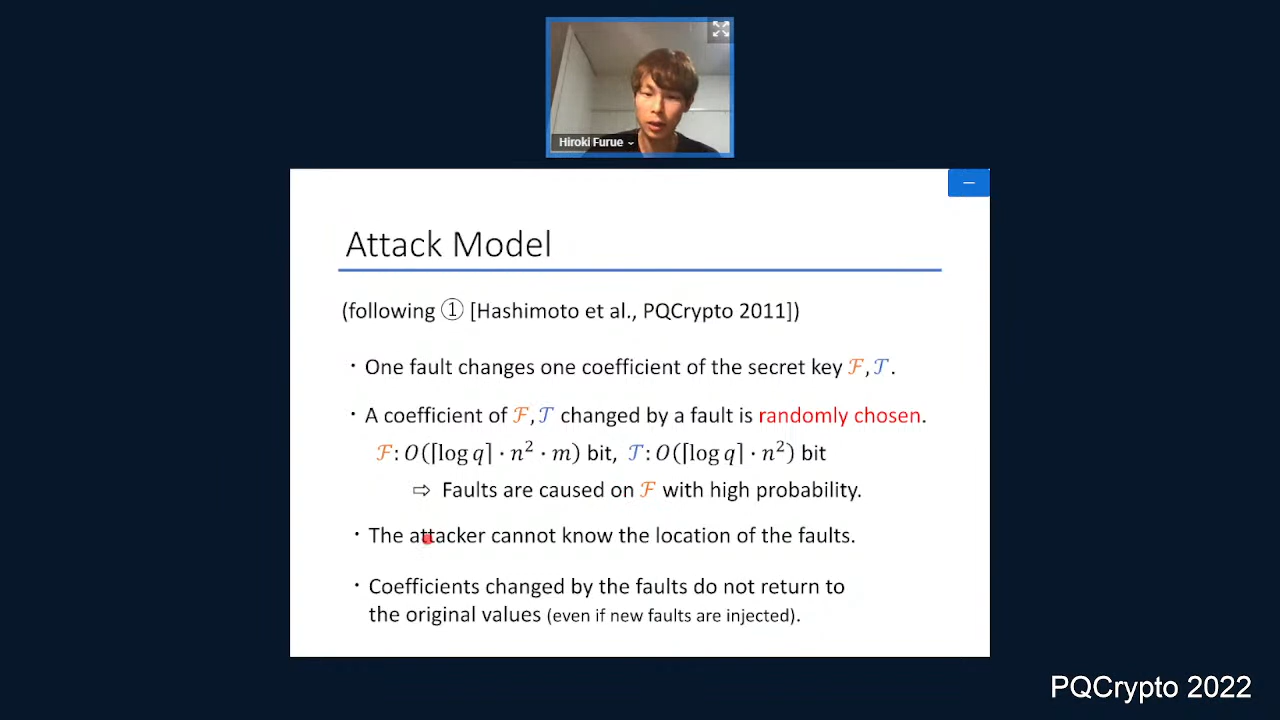 Hiroki Furue
Attack Model
(following ① [Hashimoto et al., PQCrypto 2011])
・One fault changes one coefficient of the secret key ℱ, 𝒯.
・A coefficient of ℱ, 𝒯 changed by a fault is randomly chosen.
ℱ: O(⌈log q⌉ · n² · m) bit, 𝒯: O(⌈log q⌉ · n²) bit
⇨ Faults are caused on ℱ with high probability.
・The attacker cannot know the location of the faults.
・Coefficients changed by the faults do not return to
the original values (even if new faults are injected).
PQCrypto 2022